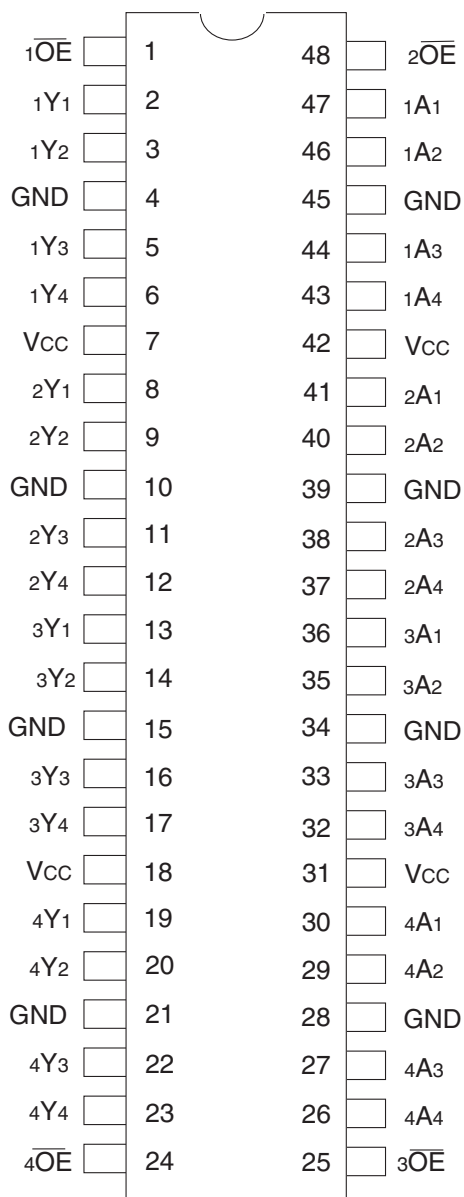 1OE 1 48 2OE
1Y1 2 47 1A1
1Y2 3 46 1A2
GND 4 45 GND
1Y3 5 44 1A3
1Y4 6 43 1A4
VCC 7 42 VCC
2Y1 8 41 2A1
2Y2 9 40 2A2
GND 10 39 GND
2Y3 11 38 2A3
2Y4 12 37 2A4
3Y1 13 36 3A1
3Y2 14 35 3A2
GND 15 34 GND
3Y3 16 33 3A3
3Y4 17 32 3A4
VCC 18 31 VCC
4Y1 19 30 4A1
4Y2 20 29 4A2
GND 21 28 GND
4Y3 22 27 4A3
4Y4 23 26 4A4
4OE 24 25 3OE